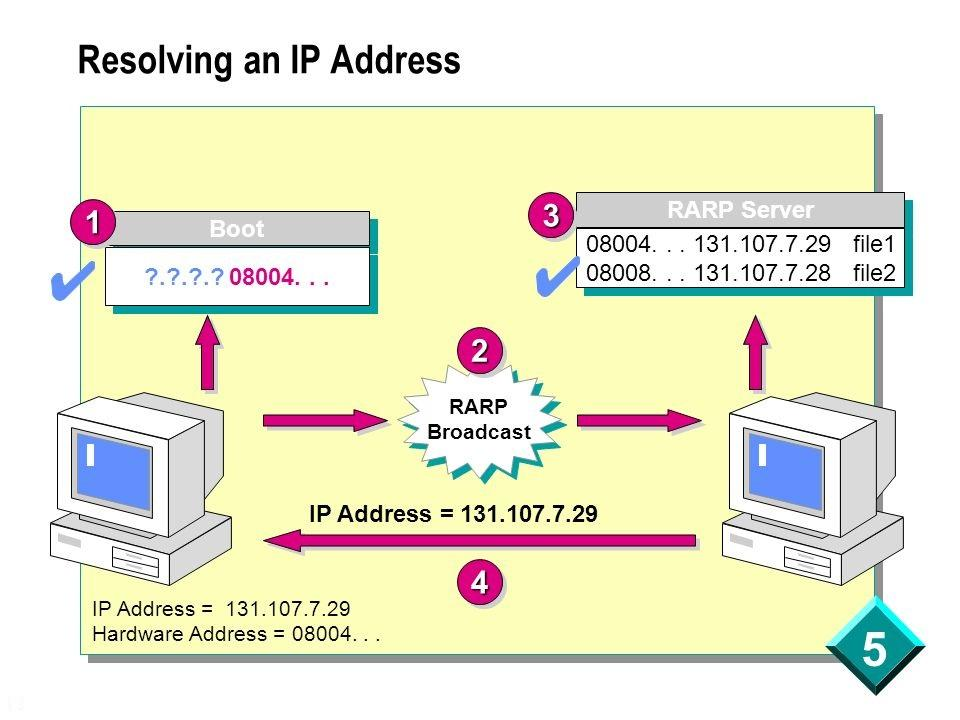 Resolving an IP Address
1
Boot
?.?.?.? 08004. . .
3
RARP Server
08004. . . 131.107.7.29 file1
08008. . . 131.107.7.28 file2
2
RARP
Broadcast
IP Address = 131.107.7.29
4
IP Address = 131.107.7.29
Hardware Address = 08004. . .
5